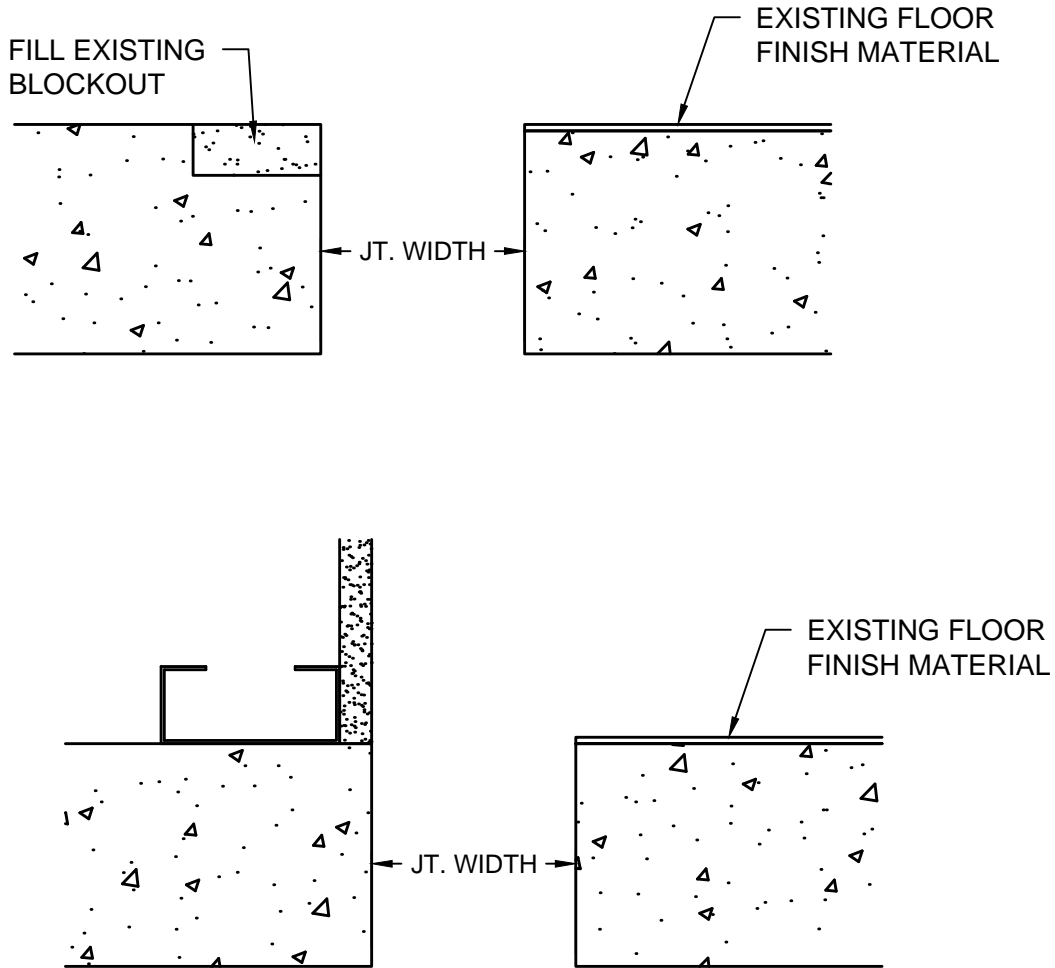 FILL EXISTING
BLOCKOUT
EXISTING FLOOR
FINISH MATERIAL
JT. WIDTH
EXISTING FLOOR
FINISH MATERIAL
JT. WIDTH